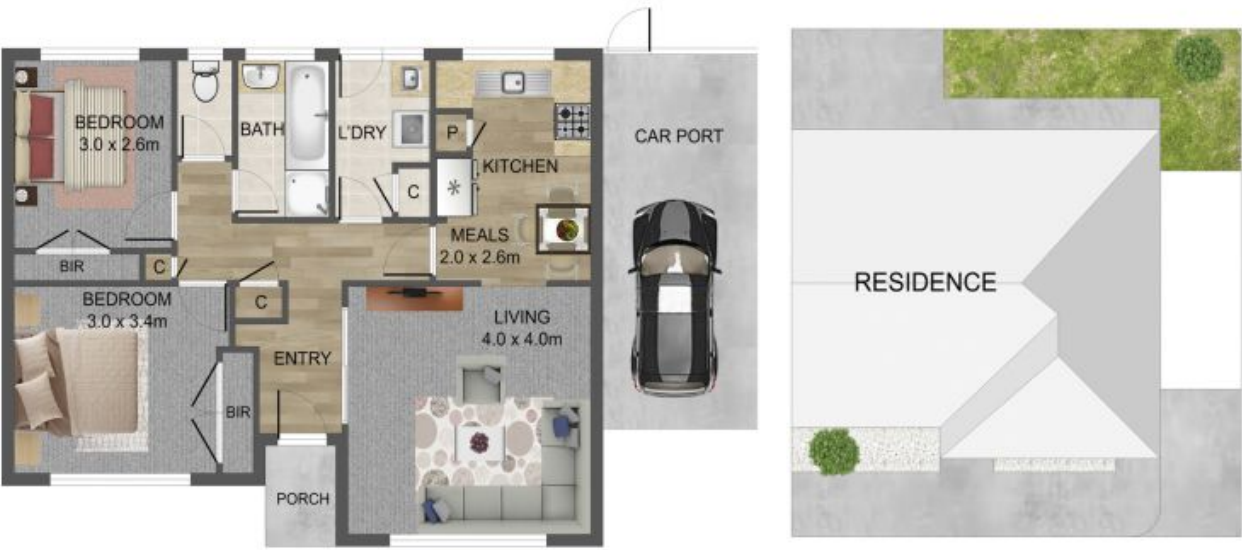 BEDROOM
3.0 x 2.6m
BATH
L'DRY
P
KITCHEN
C
MEALS
2.0 x 2.6m
BIR
C
BEDROOM
3.0 x 3.4m
C
ENTRY
LIVING
4.0 x 4.0m
BIR
PORCH
CAR PORT
RESIDENCE